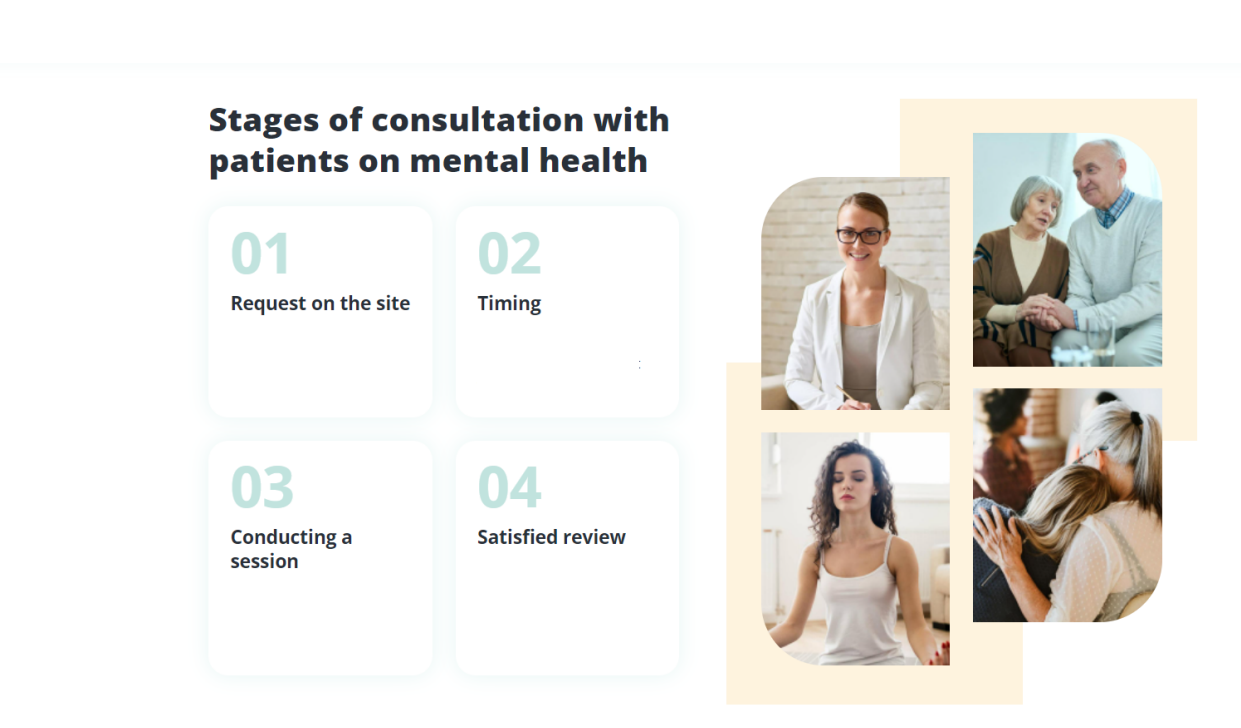 Stages of consultation with
patients on mental health
01
Request on the site
02
Timing
:
03
Conducting a
session
04
Satisfied review